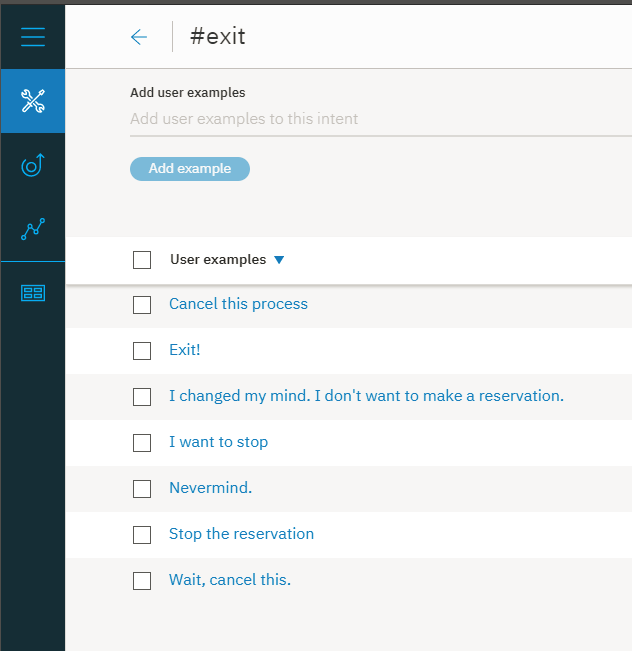 #exit
Add user examples
Add user examples to this intent
Add example
User examples
Cancel this process
Exit!
I changed my mind. I don't want to make a reservation.
I want to stop
Nevermind.
Stop the reservation
Wait, cancel this.